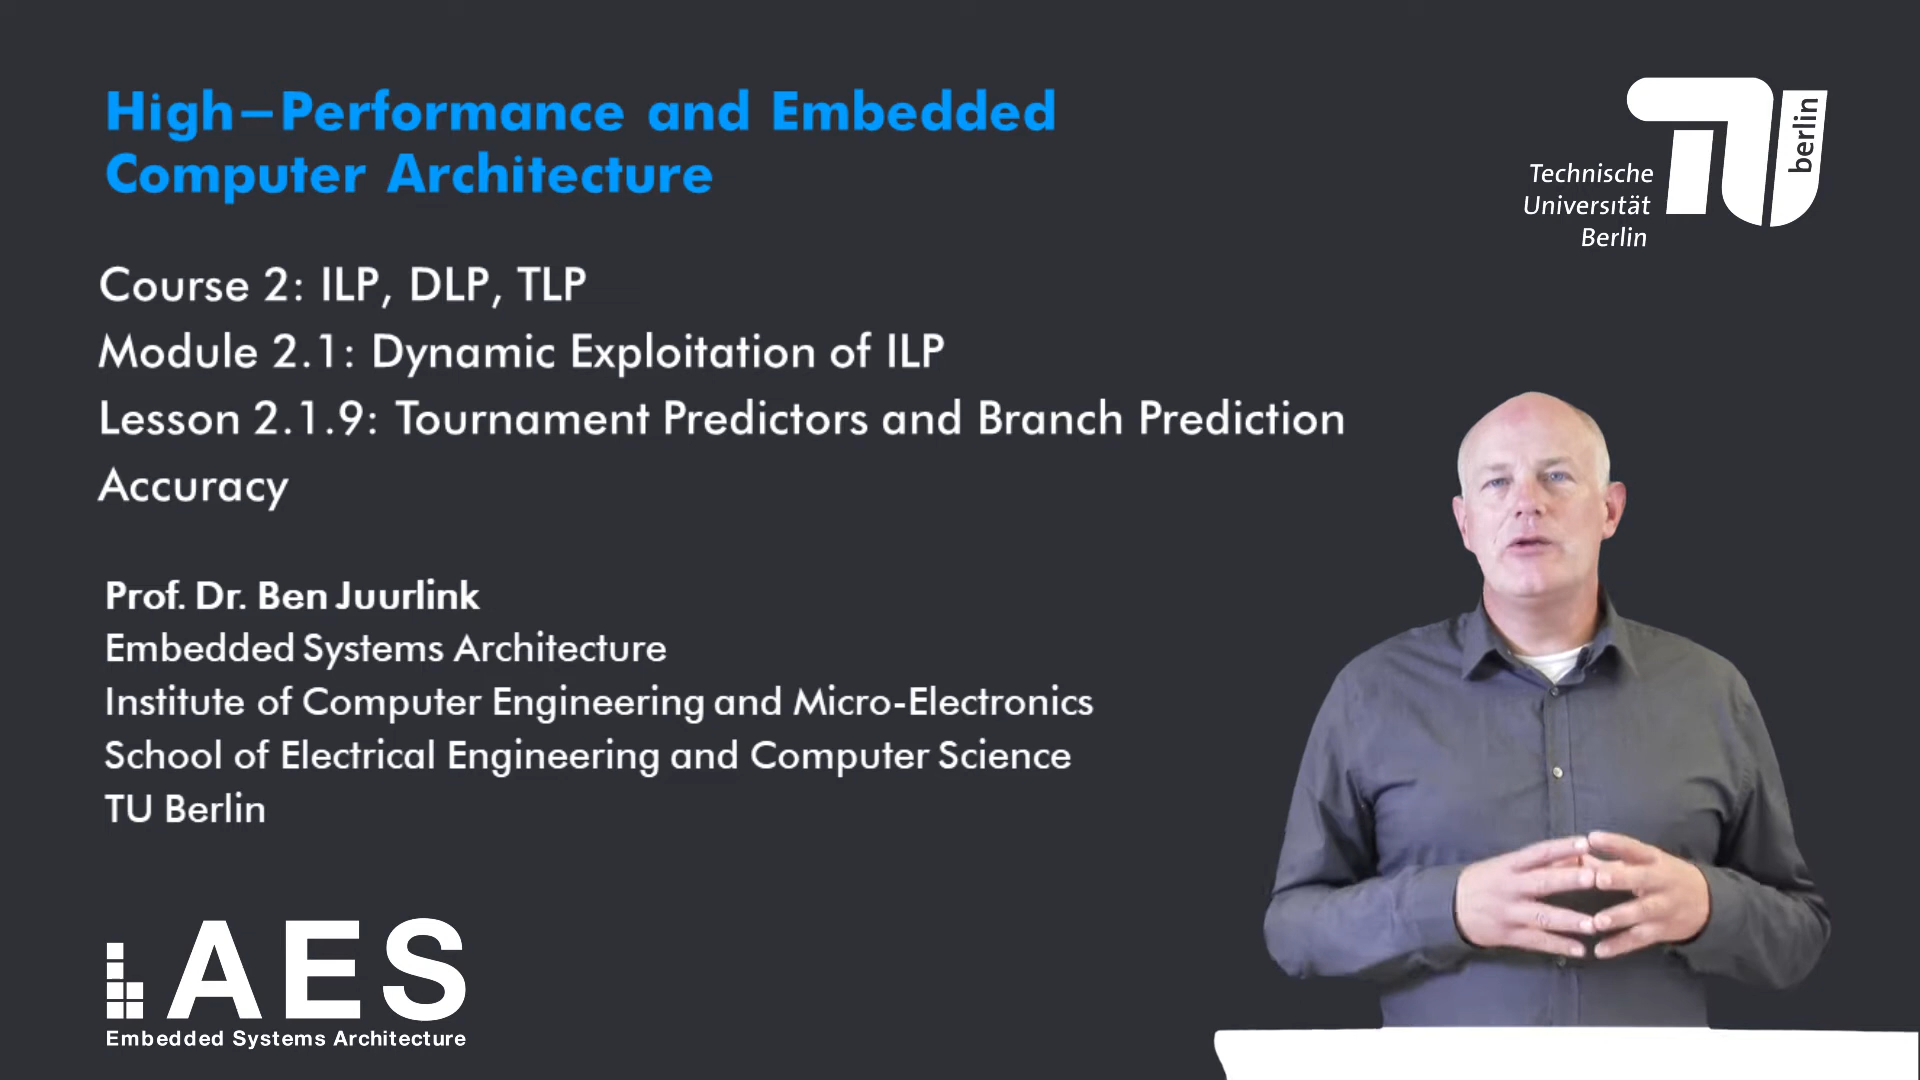 High–Performance and Embedded
Computer Architecture
berlin
Technische
Universität
Berlin
Course 2: ILP, DLP, TLP
Module 2.1: Dynamic Exploitation of ILP
Lesson 2.1.9: Tournament Predictors and Branch Prediction
Accuracy
Prof. Dr. Ben Juurlink
Embedded Systems Architecture
Institute of Computer Engineering and Micro-Electronics
School of Electrical Engineering and Computer Science
TU Berlin
AES
Embedded Systems Architecture